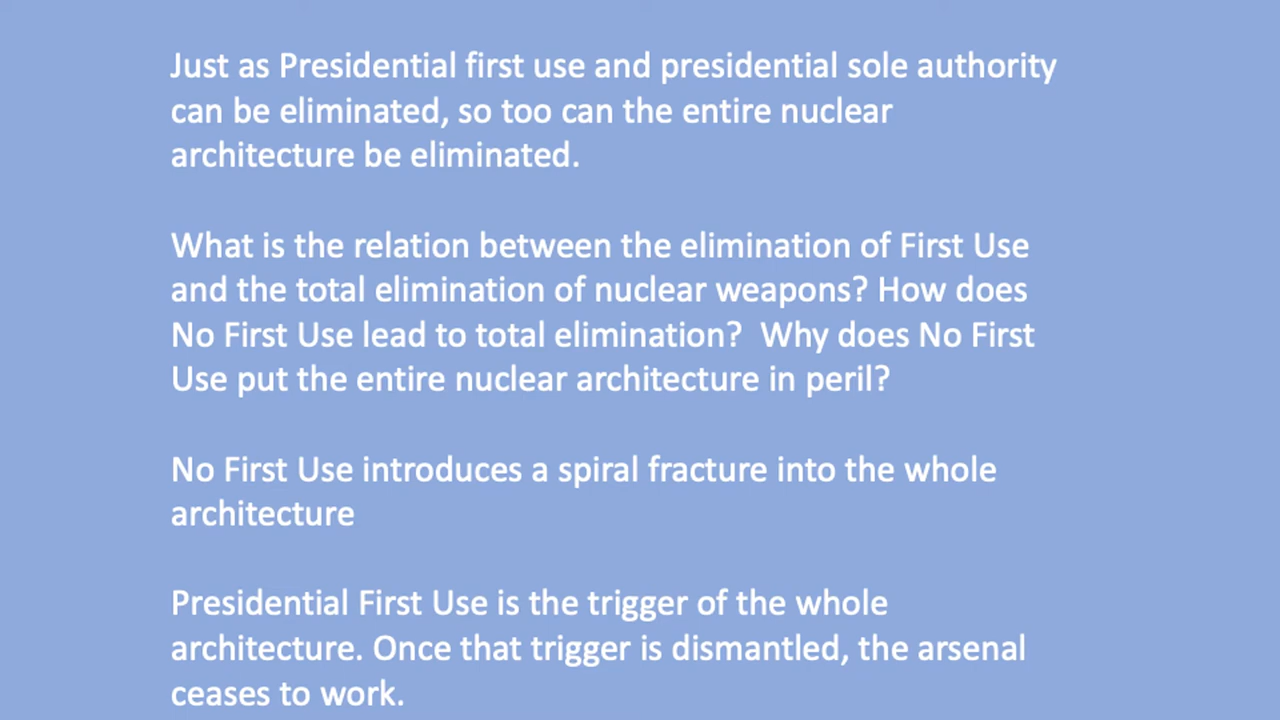 Just as Presidential first use and presidential sole authority
can be eliminated, so too can the entire nuclear
architecture be eliminated.
What is the relation between the elimination of First Use
and the total elimination of nuclear weapons? How does
No First Use lead to total elimination?  Why does No First
Use put the entire nuclear architecture in peril?
No First Use introduces a spiral fracture into the whole
architecture
Presidential First Use is the trigger of the whole
architecture. Once that trigger is dismantled, the arsenal
ceases to work.